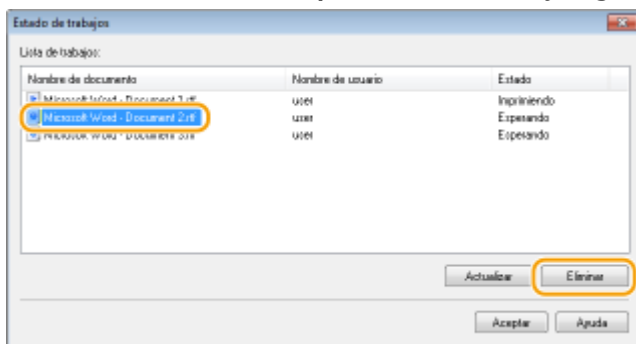 Estado de trabajos
Lista de trabajos:
Nombre de documento Nombre de usuario Estado
Microsoft Word - Document 1.rtf user Imprimiendo
Microsoft Word - Document 2.rtf user Esperando
Microsoft Word - Document 3.rtf user Esperando
Actualizar Eliminar
Aceptar Ayuda